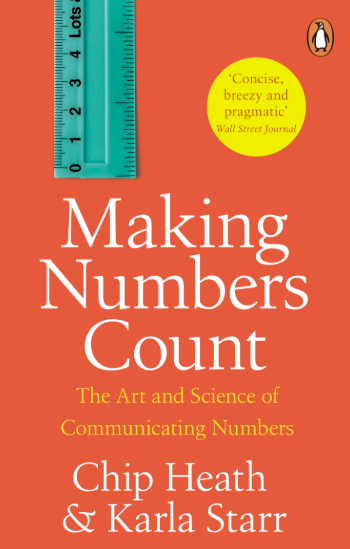 0 1 2 3 4 Lots
‘Concise,
breezy and
pragmatic’
Wall Street Journal
Making
Numbers
Count
The Art and Science of
Communicating Numbers
Chip Heath
& Karla Starr